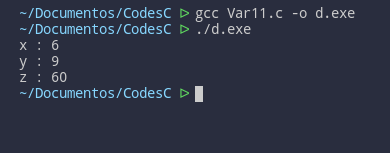 ~/Documentos/CodesC ▷ gcc Var11.c -o d.exe
~/Documentos/CodesC ▷ ./d.exe
x : 6
y : 9
z : 60
~/Documentos/CodesC ▷